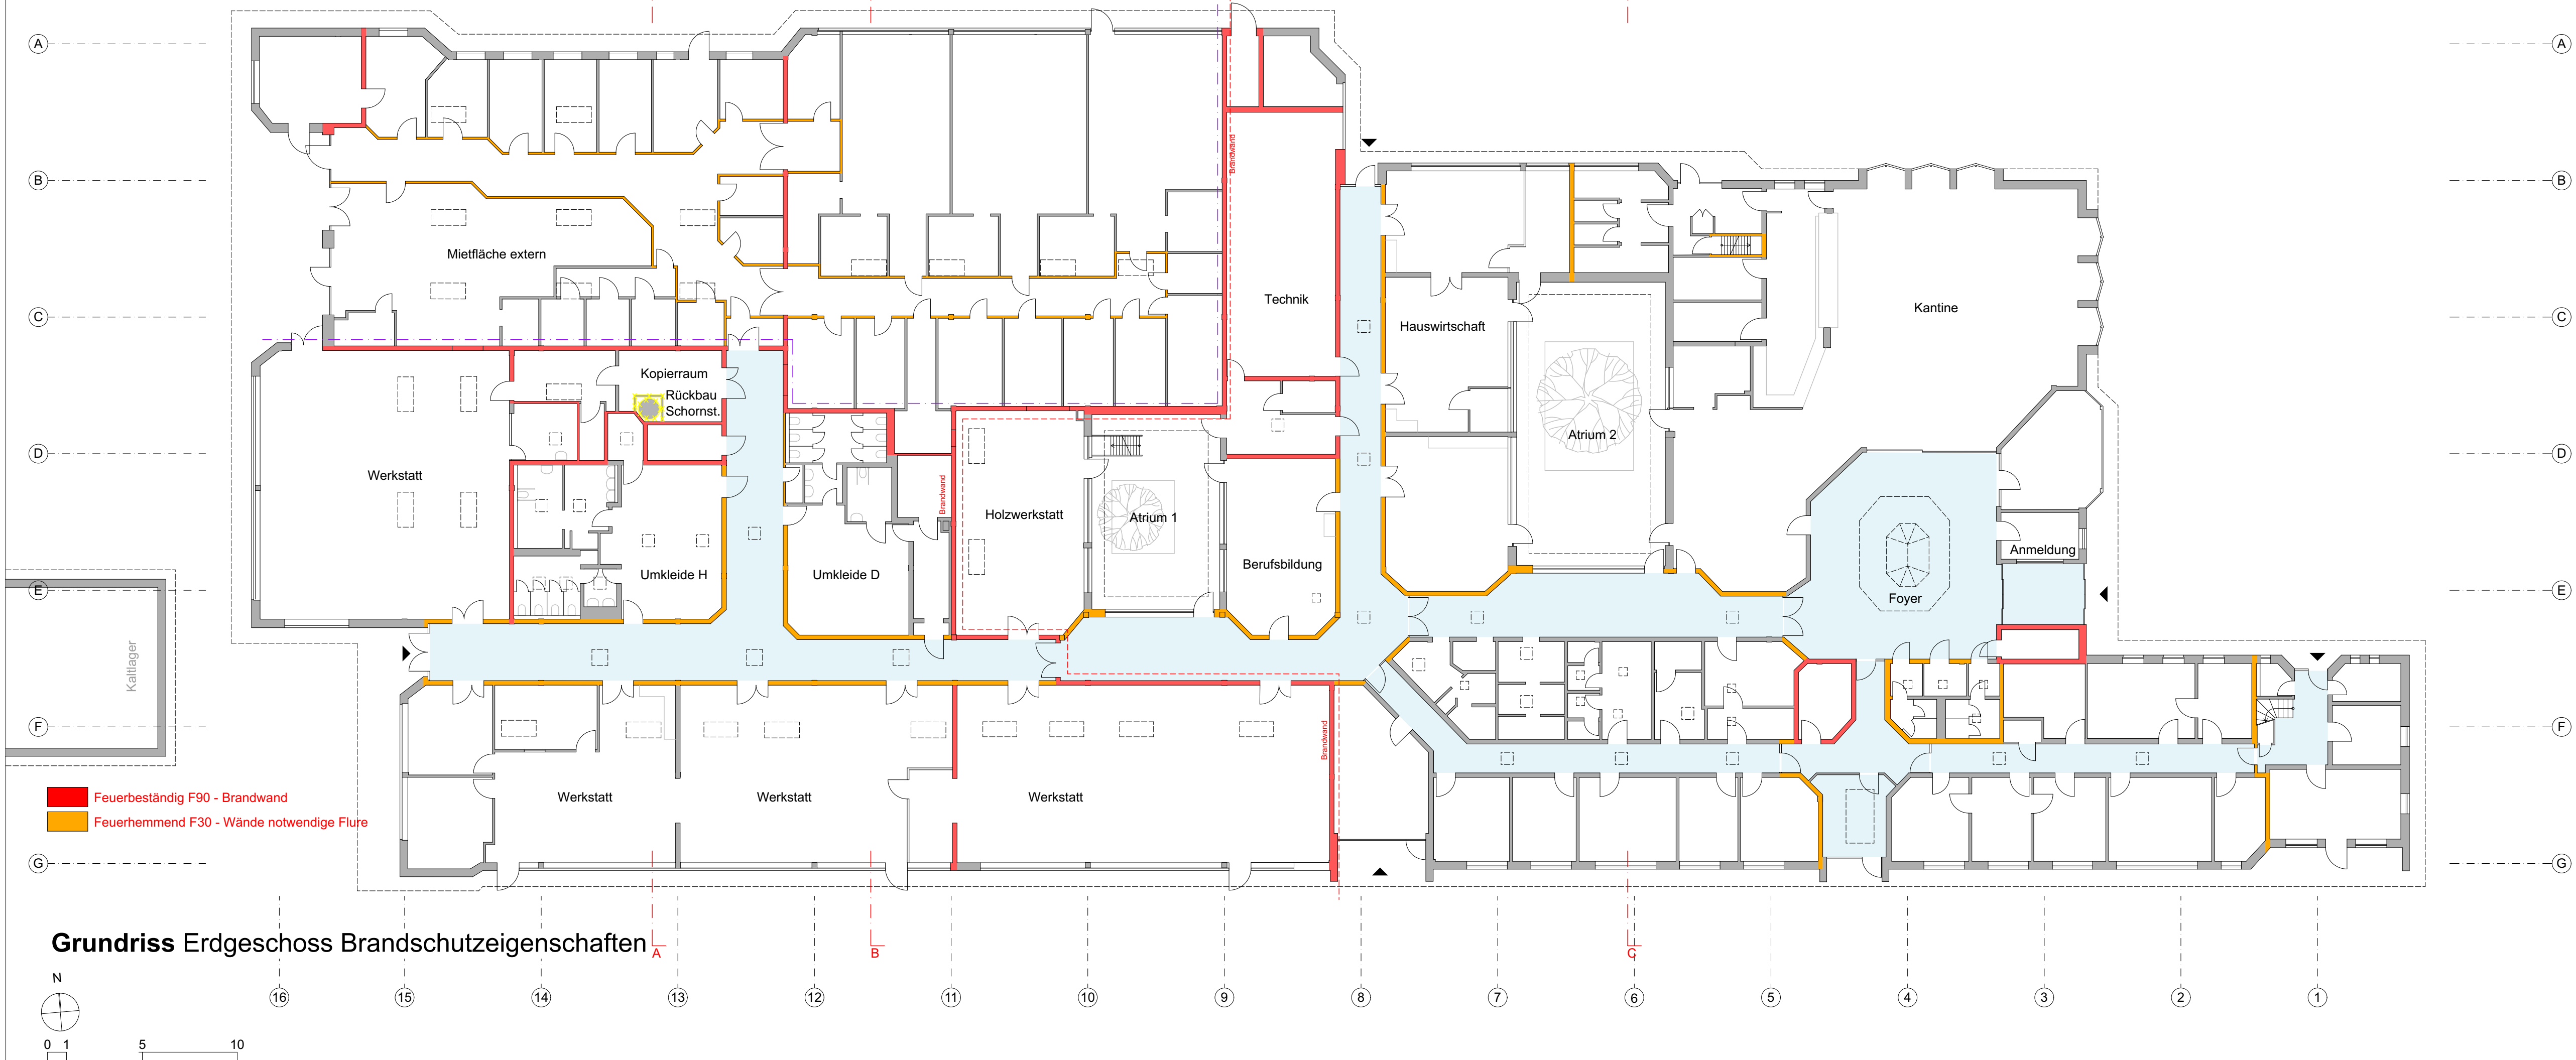 A A
B B
Brandwand
Mietfläche extern
Technik
Kantine
C C
Hauswirtschaft
Kopierraum
Rückbau
Schornst.
Atrium 2
D D
Werkstatt
Brandwand
Holzwerkstatt
Atrium 1
Anmeldung
Berufsbildung
Umkleide H
Umkleide D
E E
Foyer
Kaltlager
F F
Brandwand
Feuerbeständig F90 - Brandwand
Werkstatt
Werkstatt
Werkstatt
Feuerhemmend F30 - Wände notwendige Flure
G G
Grundriss Erdgeschoss Brandschutzeigenschaften
A B C
N
16 15 14 13 12 11 10 9 8 7 6 5 4 3 2 1
0 1 5 10